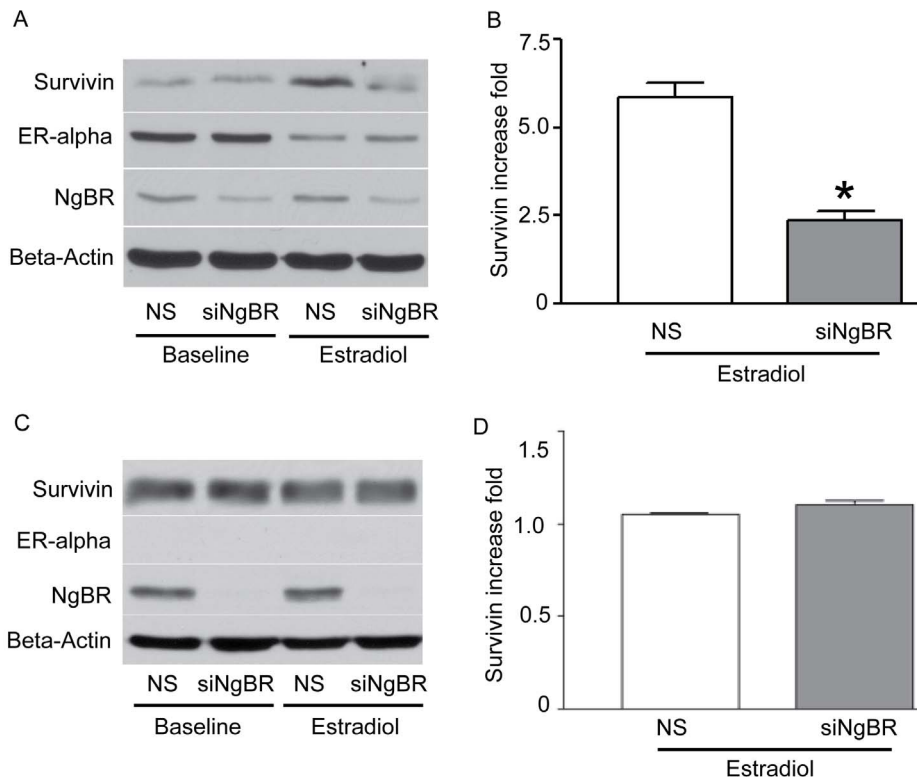 A
Survivin
ER-alpha
NgBR
Beta-Actin
NS siNgBR NS siNgBR
Baseline Estradiol
B
Survivin increase fold
7.5
5.0
2.5
0
*
NS siNgBR
Estradiol
C
Survivin
ER-alpha
NgBR
Beta-Actin
NS siNgBR NS siNgBR
Baseline Estradiol
D
Survivin increase fold
1.5
1.0
0.5
0
NS siNgBR
Estradiol